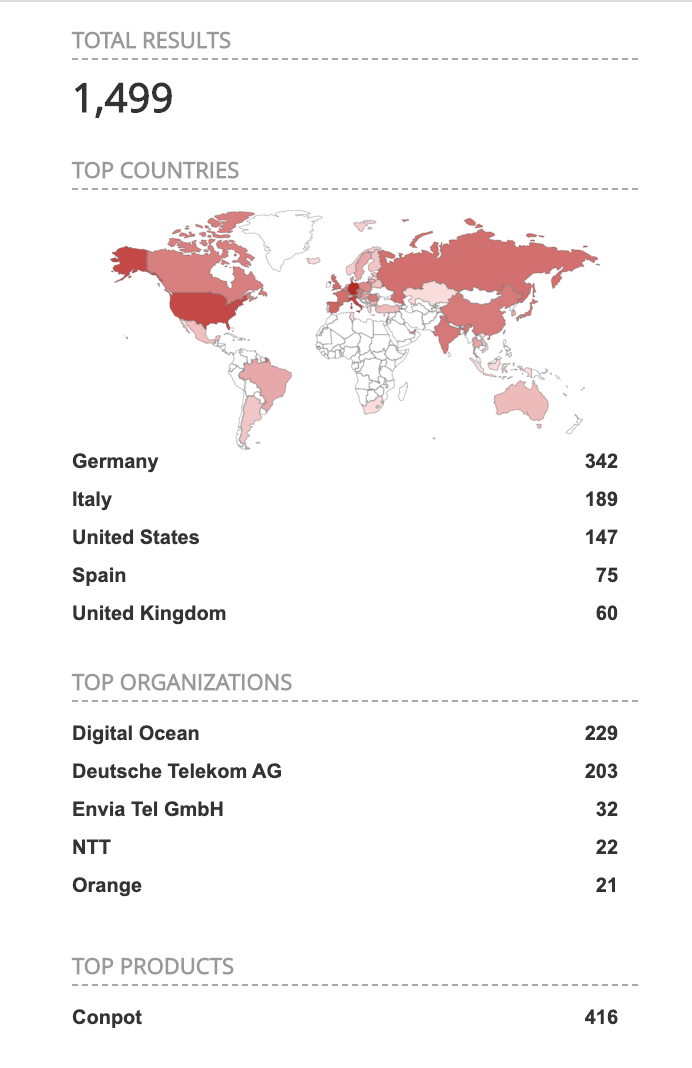 TOTAL RESULTS
1,499
TOP COUNTRIES
Germany 342
Italy 189
United States 147
Spain 75
United Kingdom 60
TOP ORGANIZATIONS
Digital Ocean 229
Deutsche Telekom AG 203
Envia Tel GmbH 32
NTT 22
Orange 21
TOP PRODUCTS
Conpot 416